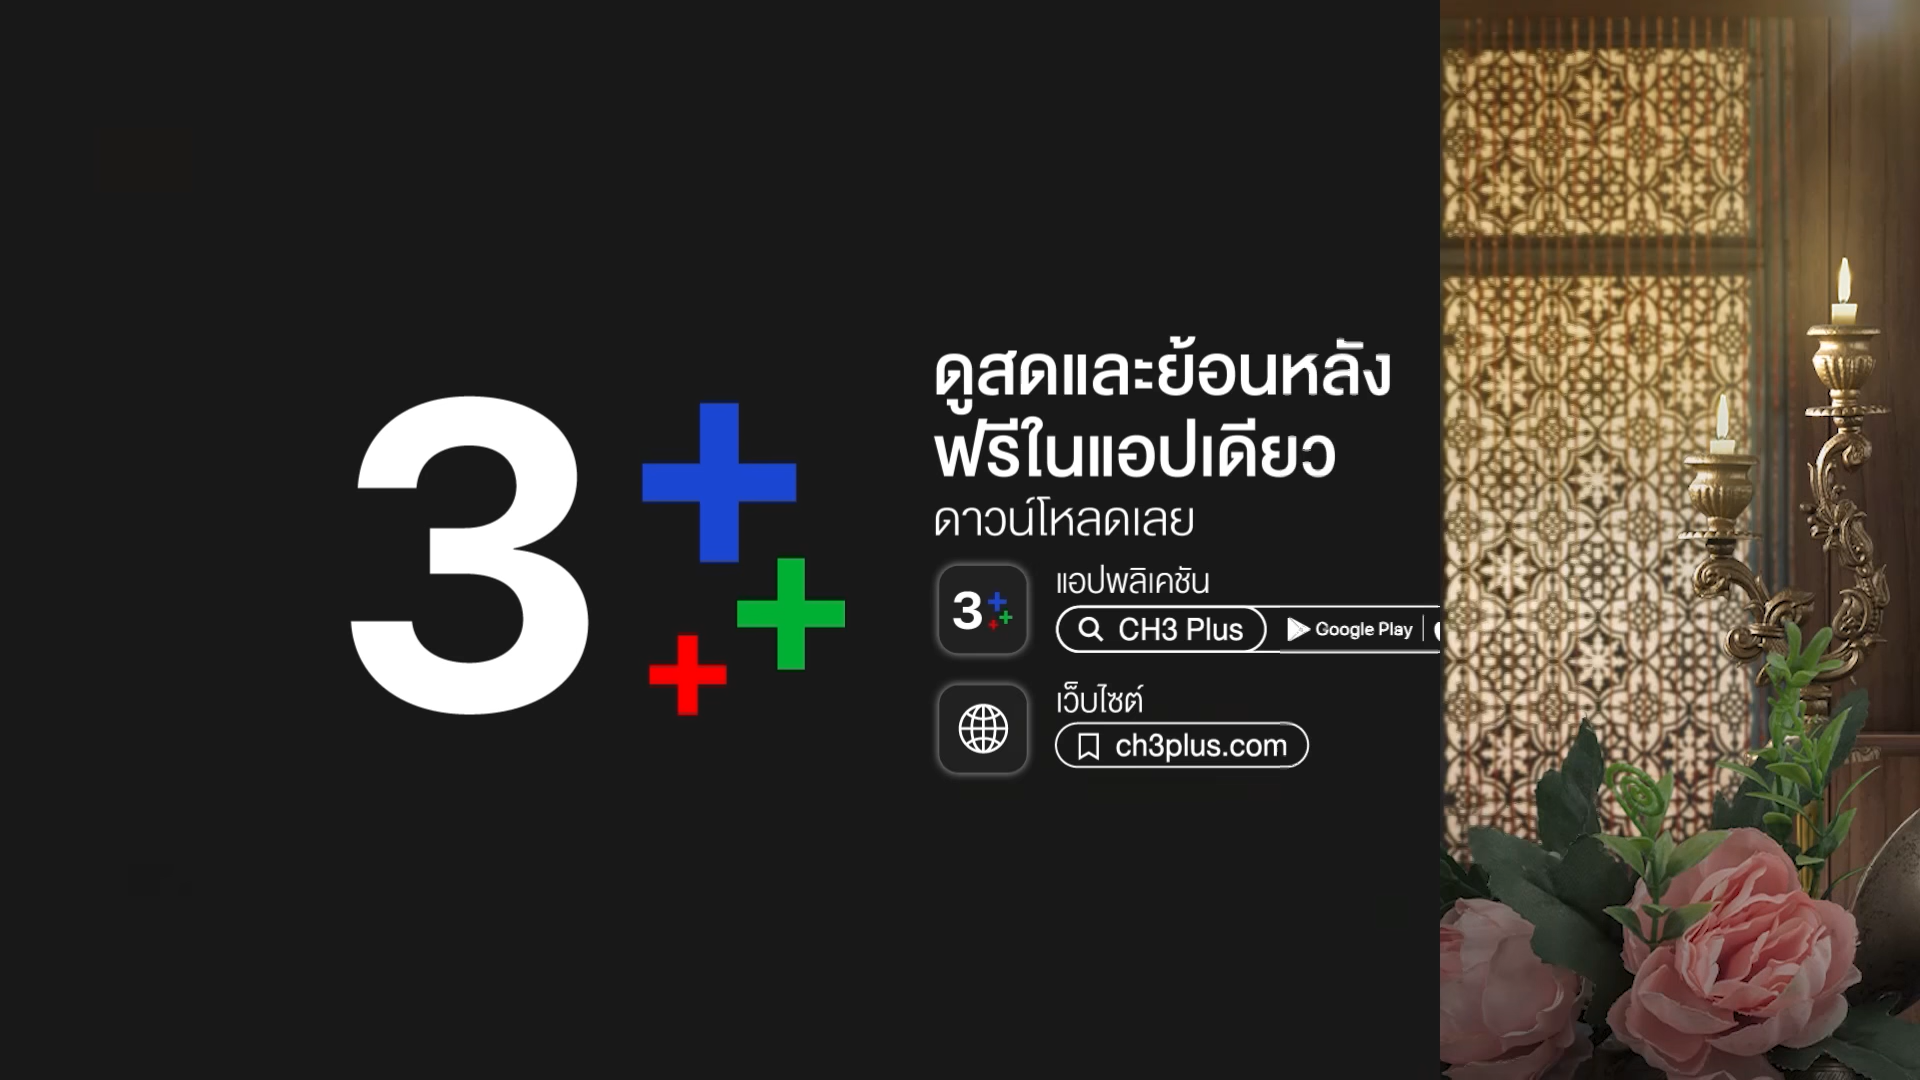 3+++
ดูสดและย้อนหลัง
ฟรีในแอปเดียว
ดาวน์โหลดเลย
3+++
แอปพลิเคชัน
CH3 Plus
Google Play
เว็บไซต์
ch3plus.com